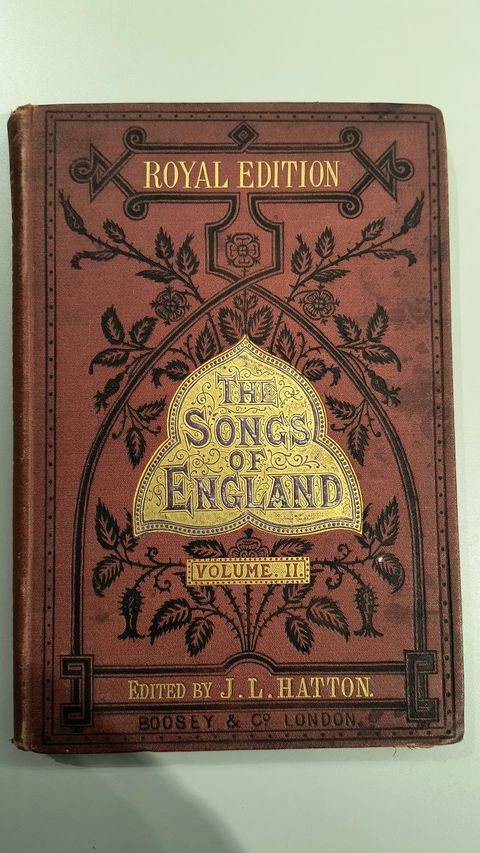 ROYAL EDITION
THE
SONGS
OF
ENGLAND
VOLUME. II.
EDITED BY J. L. HATTON.
BOOSEY & Co LONDON.